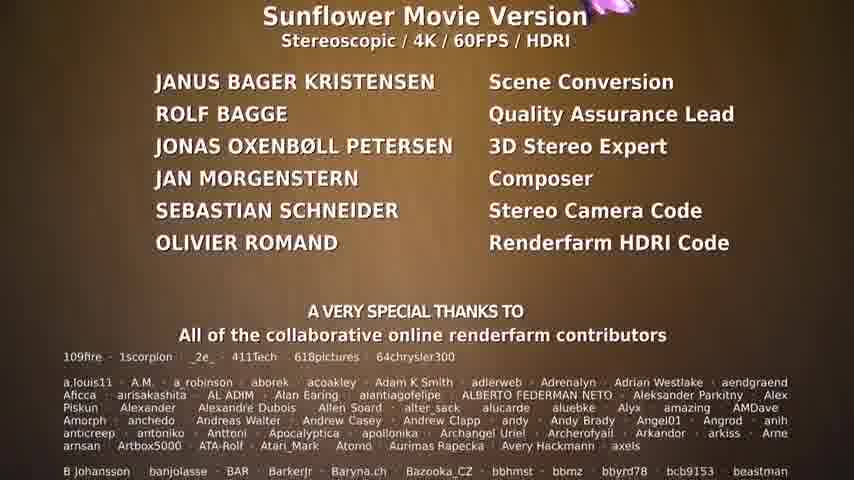 Sunflower Movie Version
Stereoscopic / 4K / 60FPS / HDRI
JANUS BAGER KRISTENSEN Scene Conversion
ROLF BAGGE Quality Assurance Lead
JONAS OXENBØLL PETERSEN 3D Stereo Expert
JAN MORGENSTERN Composer
SEBASTIAN SCHNEIDER Stereo Camera Code
OLIVIER ROMAND Renderfarm HDRI Code
A VERY SPECIAL THANKS TO
All of the collaborative online renderfarm contributors
109fire · 1scorpion · _2e_ · 411Tech · 618pictures · 64chrysler300
a.louis11 · A.M. · a_robinson · aborek · acoakley · Adam K Smith · adlerweb · Adrenalyn · Adrian Westlake · aendgraend
Aficca · airisakashita · AL ADIM · Alan Earing · alantiagofelipe · ALBERTO FEDERMAN NETO · Aleksander Parkitny · Alex
Piskun · Alexander · Alexandre Dubois · Allen Soard · alter_sack · alucarde · aluebke · Alyx · amazing · AMDave ·
Amorph · anchedo · Andreas Walter · Andrew Casey · Andrew Clapp · andy · Andy Brady · Angel01 · Angrod · anih
anticreep · antoniko · Anttoni · Apocalyptica · apollonika · Archangel Uriel · Archerofyail · Arkandor · arkiss · Arne
arnsan · Artbox5000 · ATA-Rolf · Atari_Mark · Atomo · Aurimas Rapecka · Avery Hackmann · axels
B Johansson · banjolasse · BAR · BarkerJr · Baryna.ch · Bazooka_CZ · bbhmst · bbmz · bbyrd78 · bcb9153 · beastman